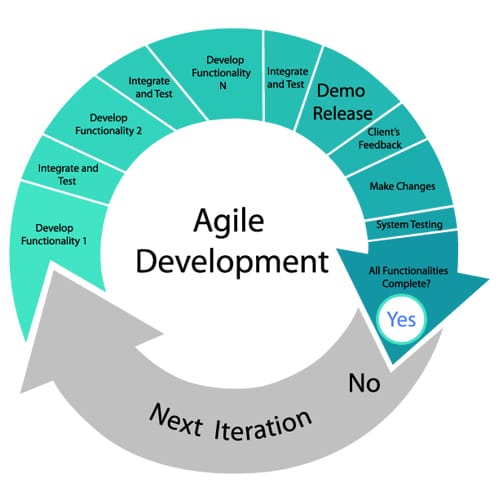 Agile
Development
Develop
Functionality 1
Integrate and
Test
Develop
Functionality 2
Integrate
and Test
Develop
Functionality
N
Integrate
and Test
Demo
Release
Client's
Feedback
Make Changes
System Testing
All Functionalities
Complete?
Yes
No
Next Iteration